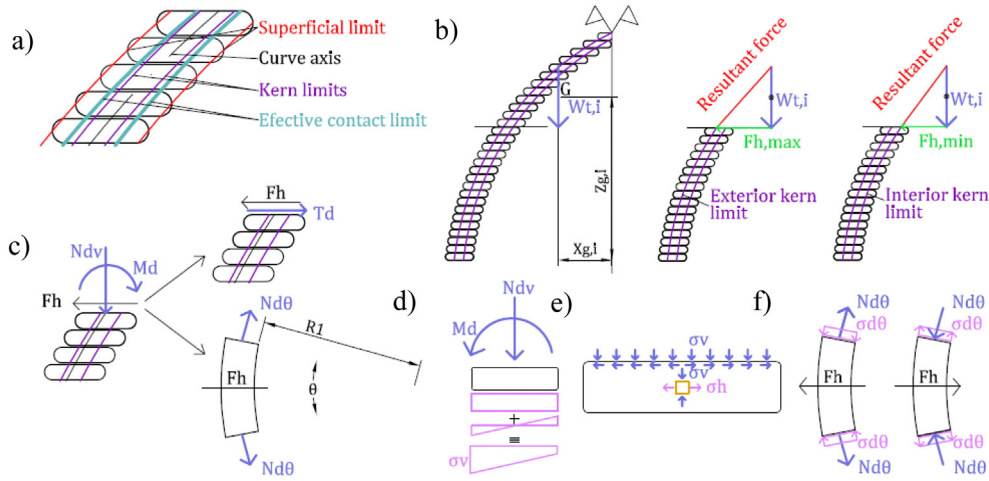 a)
Superficial limit
Curve axis
Kern limits
Efective contact limit
b)
G
Wt,i
Zg,i
Xg,i
Resultant force
Wt,i
Fh,max
Exterior kern
limit
Resultant force
Wt,i
Fh,min
Interior kern
limit
c)
Ndv
Md
Fh
Fh
Td
Ndθ
R1
Fh
θ
Ndθ
d)
Ndv
Md
+
≡
σv
e)
σv
σv
σh
f)
Ndθ
σdθ
Fh
σdθ
Ndθ
Ndθ
σdθ
Fh
σdθ
Ndθ